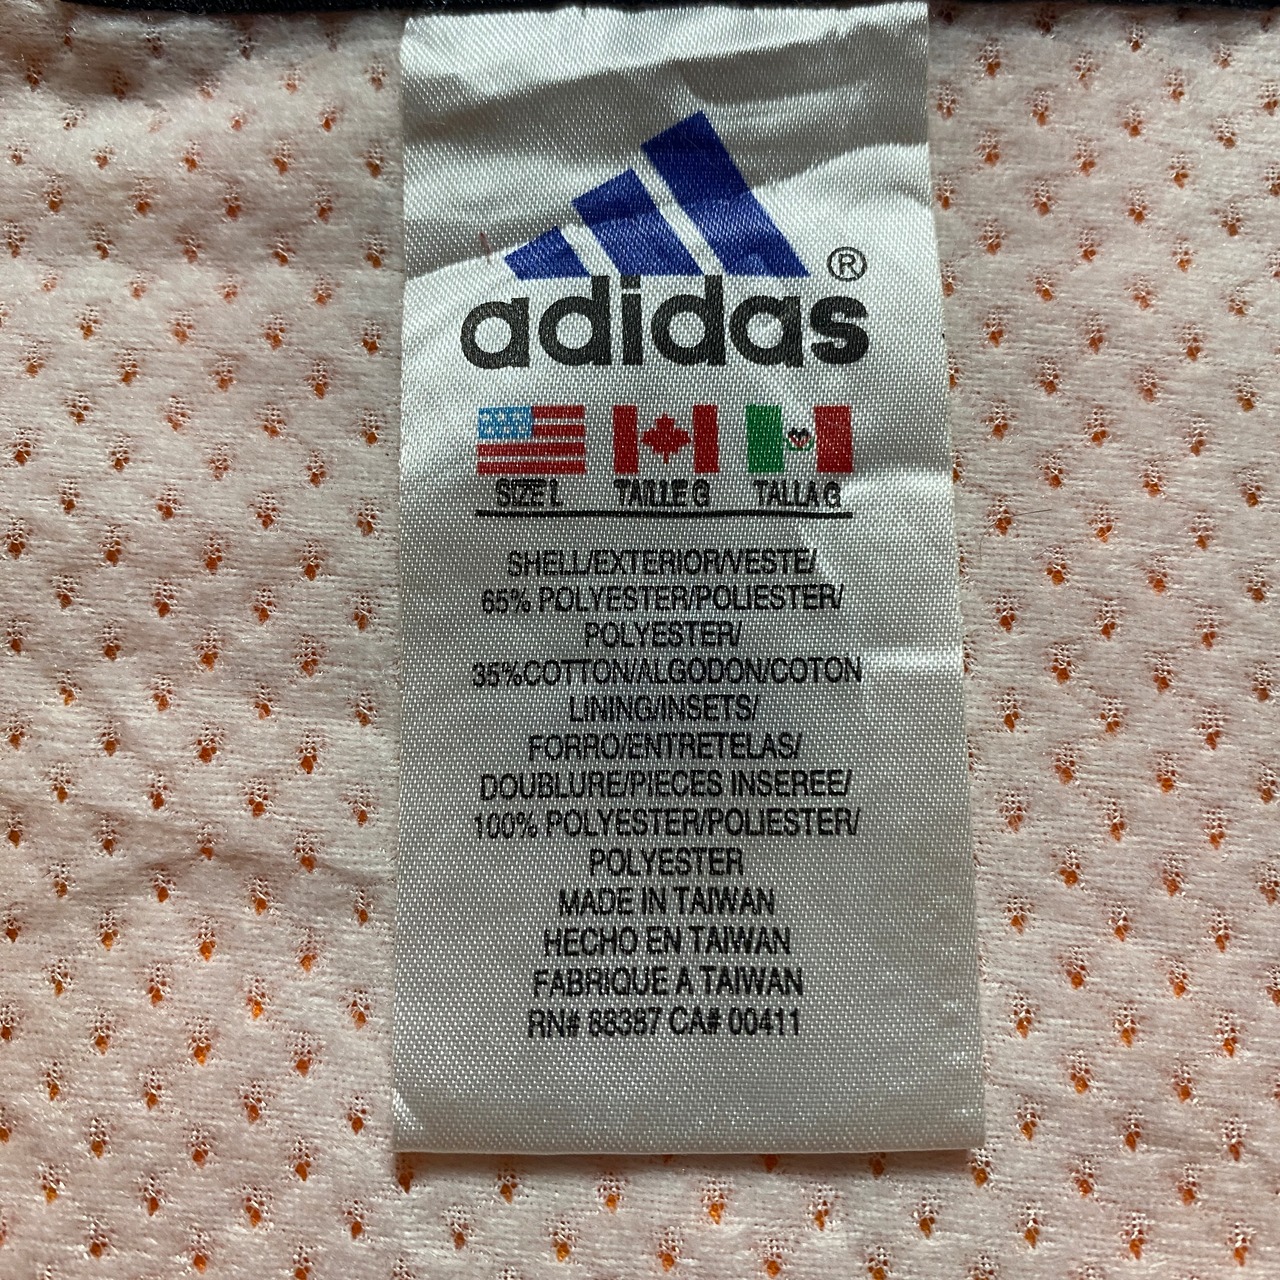 adidas®
SIZE L TAILLE G TALLA G
SHELL/EXTERIOR/VESTE/
65% POLYESTER/POLIESTER/
POLYESTER/
35%COTTON/ALGODON/COTON
LINING/INSETS/
FORRO/ENTRETELAS/
DOUBLURE/PIECES INSEREE/
100% POLYESTER/POLIESTER/
POLYESTER
MADE IN TAIWAN
HECHO EN TAIWAN
FABRIQUE A TAIWAN
RN# 88387 CA# 00411